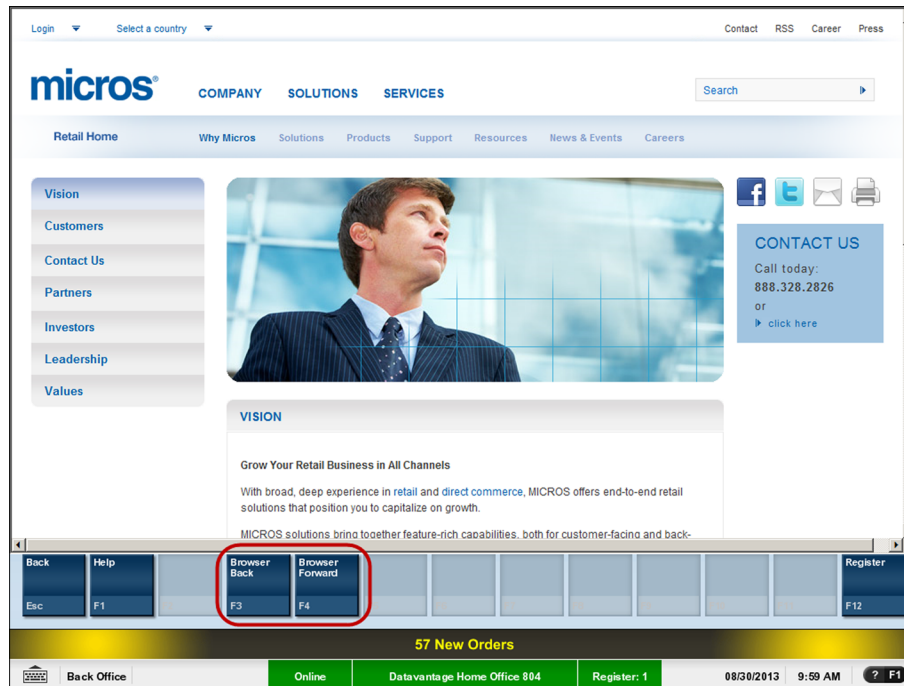 Login Select a country Contact RSS Career Press
micros®
COMPANY SOLUTIONS SERVICES
Search
Retail Home Why Micros Solutions Products Support Resources News & Events Careers
Vision
Customers
Contact Us
Partners
Investors
Leadership
Values
CONTACT US
Call today:
888.328.2826
or
click here
VISION
Grow Your Retail Business in All Channels
With broad, deep experience in retail and direct commerce, MICROS offers end-to-end retail
solutions that position you to capitalize on growth.
MICROS solutions bring together feature-rich capabilities, both for customer-facing and back-
Back Help Browser Back Browser Forward Register
Esc F1 F3 F4 F12
57 New Orders
Back Office Online Datavantage Home Office 804 Register: 1 08/30/2013 9:59 AM ? F1